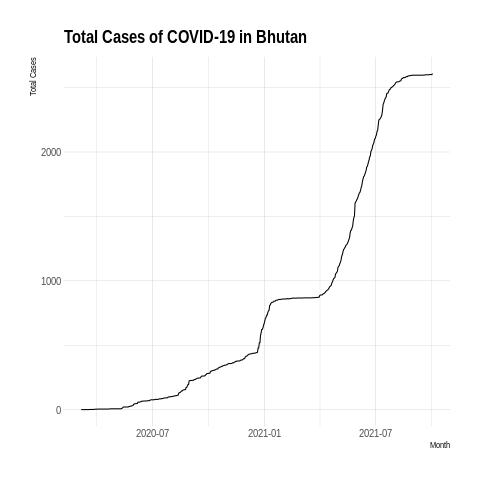 Total Cases of COVID-19 in Bhutan
Total Cases
2000
1000
0
2020-07
2021-01
2021-07
Month